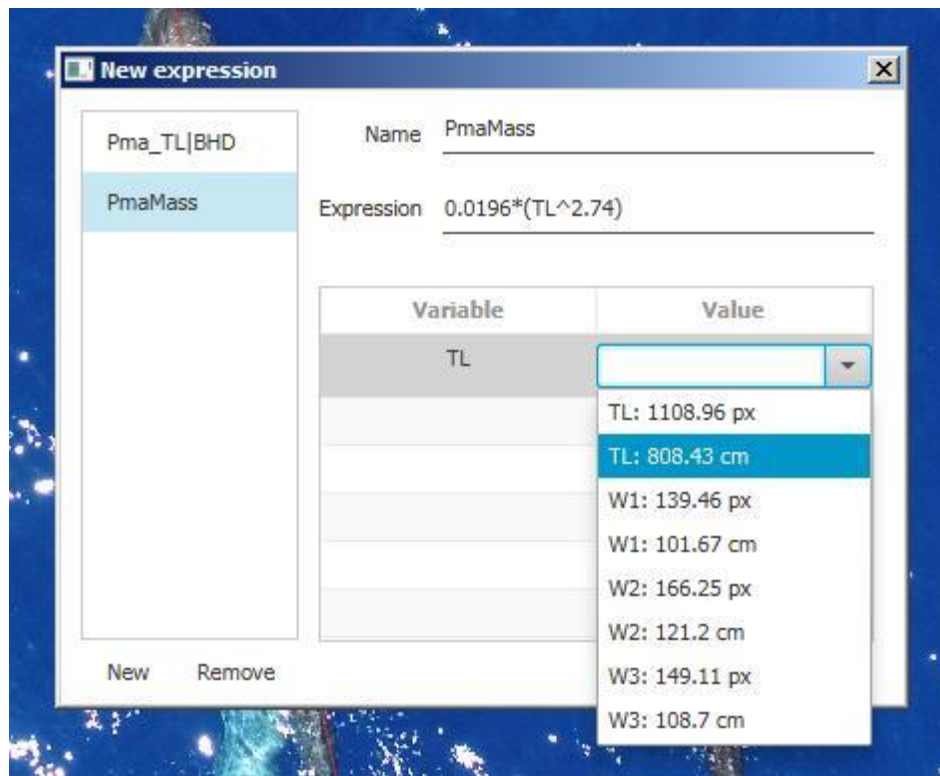 New expression
Pma_TL|BHD
PmaMass
Name PmaMass
Expression 0.0196*(TL^2.74)
Variable Value
TL
TL: 1108.96 px
TL: 808.43 cm
W1: 139.46 px
W1: 101.67 cm
W2: 166.25 px
W2: 121.2 cm
W3: 149.11 px
W3: 108.7 cm
New Remove